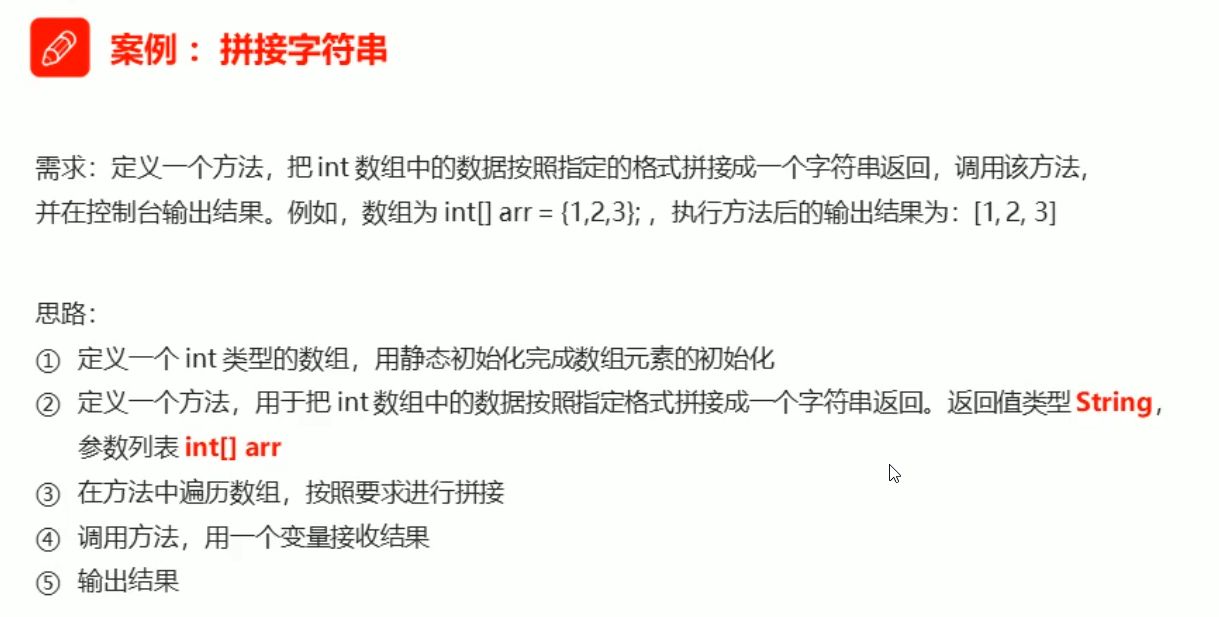 案例：拼接字符串
需求：定义一个方法，把 int 数组中的数据按照指定的格式拼接成一个字符串返回，调用该方法，
并在控制台输出结果。例如，数组为 int[] arr = {1,2,3}; ，执行方法后的输出结果为：[1, 2, 3]
思路：
① 定义一个 int 类型的数组，用静态初始化完成数组元素的初始化
② 定义一个方法，用于把 int 数组中的数据按照指定格式拼接成一个字符串返回。返回值类型 String，
参数列表 int[] arr
③ 在方法中遍历数组，按照要求进行拼接
④ 调用方法，用一个变量接收结果
⑤ 输出结果